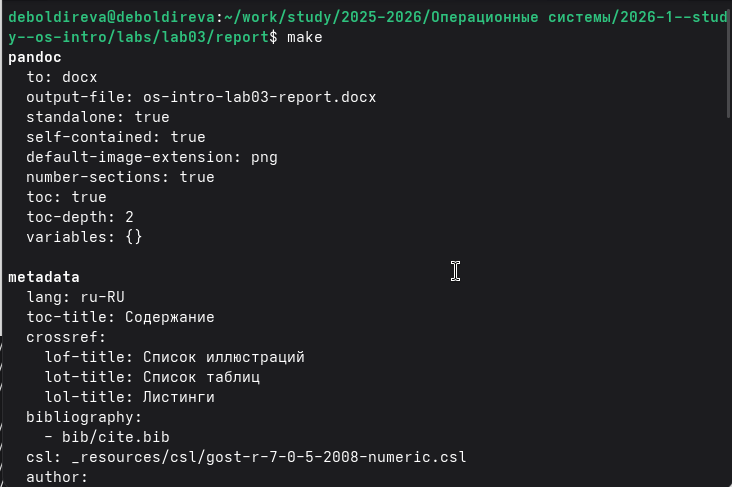 deboldireva@deboldireva:~/work/study/2025-2026/Операционные системы/2026-1--stud
y--os-intro/labs/lab03/report$ make
pandoc
  to: docx
  output-file: os-intro-lab03-report.docx
  standalone: true
  self-contained: true
  default-image-extension: png
  number-sections: true
  toc: true
  toc-depth: 2
  variables: {}

metadata
  lang: ru-RU
  toc-title: Содержание
  crossref:
    lof-title: Список иллюстраций
    lot-title: Список таблиц
    lol-title: Листинги
  bibliography:
    - bib/cite.bib
  csl: _resources/csl/gost-r-7-0-5-2008-numeric.csl
  author: